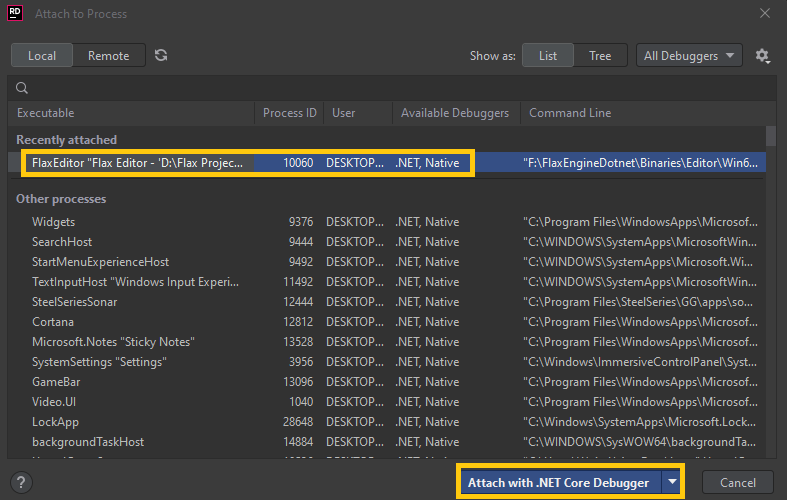 RD Attach to Process
Local Remote Show as: List Tree All Debuggers
Executable Process ID User Available Debuggers Command Line
Recently attached
FlaxEditor "Flax Editor - 'D:\Flax Projec... 10060 DESKTOP... .NET, Native "F:\FlaxEngineDotnet\Binaries\Editor\Win6...
Other processes
Widgets 9376 DESKTOP... .NET, Native "C:\Program Files\WindowsApps\Microsof...
SearchHost 9444 DESKTOP... .NET, Native "C:\WINDOWS\SystemApps\MicrosoftWin...
StartMenuExperienceHost 9492 DESKTOP... .NET, Native "C:\WINDOWS\SystemApps\Microsoft.Wi...
TextInputHost "Windows Input Experi... 11492 DESKTOP... .NET, Native "C:\WINDOWS\SystemApps\MicrosoftWin...
SteelSeriesSonar 12444 DESKTOP... .NET, Native "C:\Program Files\SteelSeries\GG\apps\so...
Cortana 12812 DESKTOP... .NET, Native "C:\Program Files\WindowsApps\Microsof...
Microsoft.Notes "Sticky Notes" 13528 DESKTOP... .NET, Native "C:\Program Files\WindowsApps\Microsof...
SystemSettings "Settings" 3956 DESKTOP... .NET, Native "C:\Windows\ImmersiveControlPanel\Syst...
GameBar 13096 DESKTOP... .NET, Native "C:\Program Files\WindowsApps\Microsof...
Video.UI 1040 DESKTOP... .NET, Native "C:\Program Files\WindowsApps\Microsof...
LockApp 28648 DESKTOP... .NET, Native "C:\Windows\SystemApps\Microsoft.Lock...
backgroundTaskHost 14884 DESKTOP... .NET, Native "C:\WINDOWS\SysWOW64\backgroundTa...
? Attach with .NET Core Debugger Cancel